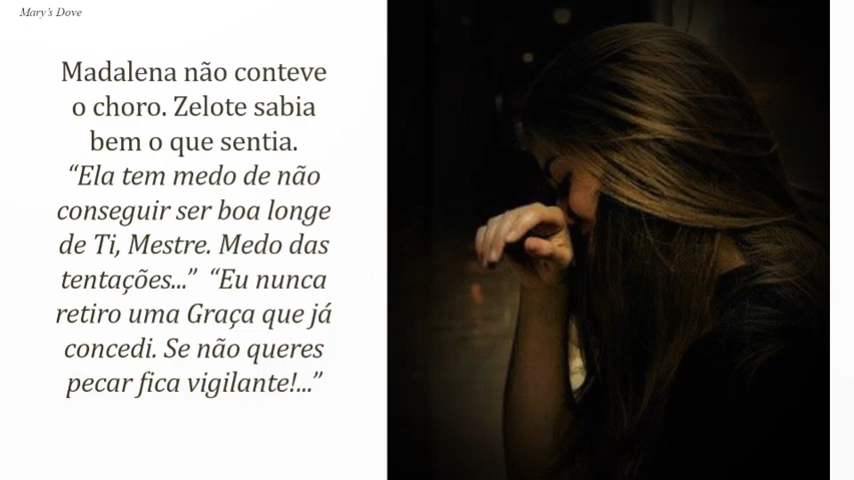 Mary's Dove
Madalena não conteve
o choro. Zelote sabia
bem o que sentia.
“Ela tem medo de não
conseguir ser boa longe
de Ti, Mestre. Medo das
tentações...” “Eu nunca
retiro uma Graça que já
concedi. Se não queres
pecar fica vigilante!...”